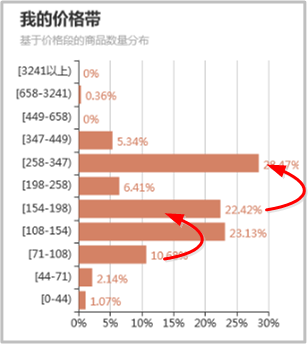 我的价格带
基于价格段的商品数量分布
[3241以上) 0%
[658-3241) 0.36%
[449-658) 0%
[347-449) 5.34%
[258-347) 28.47%
[198-258) 6.41%
[154-198) 22.42%
[108-154) 23.13%
[71-108)
[44-71) 2.14%
[0-44) 1.07%
0% 5% 10% 15% 20% 25% 30%